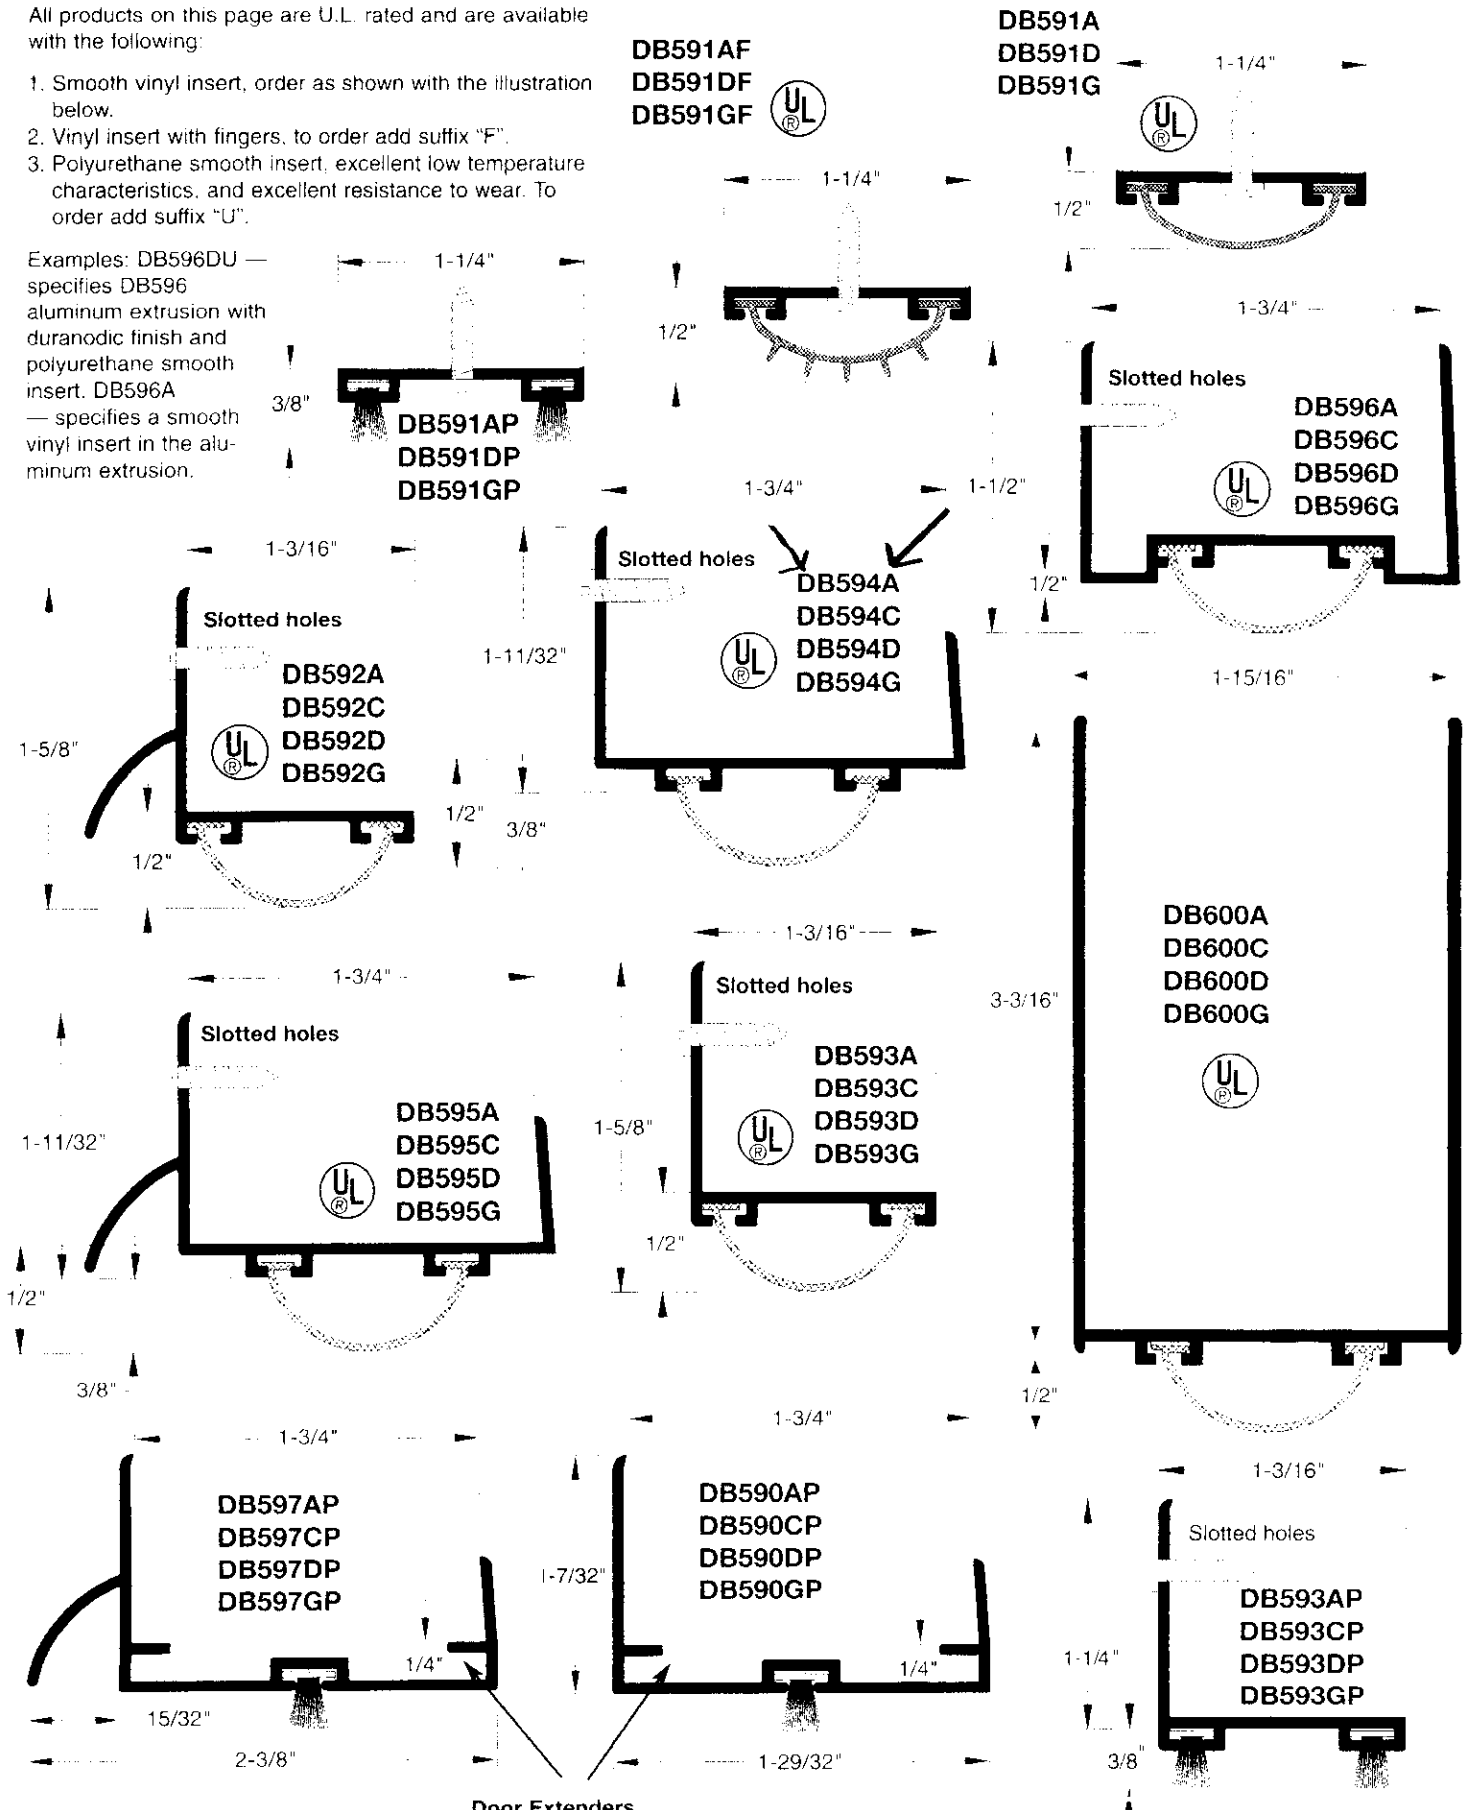 All products on this page are U.L. rated and are available
with the following:
1. Smooth vinyl insert, order as shown with the illustration
below.
2. Vinyl insert with fingers, to order add suffix “F”.
3. Polyurethane smooth insert, excellent low temperature
characteristics, and excellent resistance to wear. To
order add suffix “U”.
Examples: DB596DU —
specifies DB596
aluminum extrusion with
duranodic finish and
polyurethane smooth
insert. DB596A
— specifies a smooth
vinyl insert in the alu-
minum extrusion.
1-1/4"
3/8"
DB591AP
DB591DP
DB591GP
DB591AF
DB591DF
DB591GF
UL
®
1-1/4"
1/2"
DB591A
DB591D
DB591G
1-1/4"
UL
®
1/2"
1-3/4"
Slotted holes
DB596A
DB596C
DB596D
DB596G
UL
®
1-1/2"
1/2"
1-3/16"
Slotted holes
DB592A
DB592C
DB592D
DB592G
UL
®
1-5/8"
1/2"
1-3/4"
Slotted holes
DB594A
DB594C
DB594D
DB594G
UL
®
1-11/32"
1/2"
3/8"
1-15/16"
3-3/16"
DB600A
DB600C
DB600D
DB600G
UL
®
1/2"
1-3/4"
Slotted holes
DB595A
DB595C
DB595D
DB595G
UL
®
1-11/32"
1/2"
3/8"
1-3/16"
Slotted holes
DB593A
DB593C
DB593D
DB593G
UL
®
1-5/8"
1/2"
1-3/4"
DB597AP
DB597CP
DB597DP
DB597GP
1/4"
15/32"
2-3/8"
1-3/4"
DB590AP
DB590CP
DB590DP
DB590GP
1-7/32"
1/4"
1-29/32"
Door Extenders
1-3/16"
Slotted holes
DB593AP
DB593CP
DB593DP
DB593GP
1-1/4"
3/8"